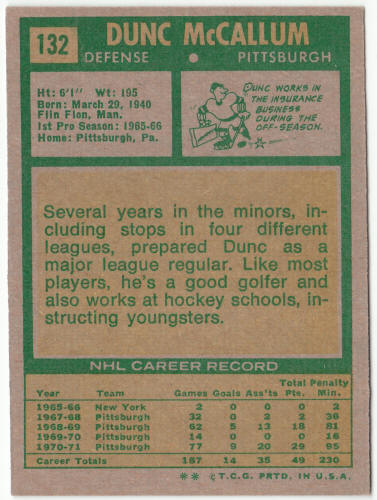 132
DUNC McCALLUM
DEFENSE • PITTSBURGH
Ht: 6'1" Wt: 195
Born: March 29, 1940
Flin Flon, Man.
1st Pro Season: 1965-66
Home: Pittsburgh, Pa.
DUNC WORKS IN
THE INSURANCE
BUSINESS
DURING THE
OFF-SEASON.
Several years in the minors, in-
cluding stops in four different
leagues, prepared Dunc as a
major league regular. Like most
players, he's a good golfer and
also works at hockey schools, in-
structing youngsters.
NHL CAREER RECORD
Total Penalty
Year Team Games Goals Ass'ts Pts. Min.
1965-66 New York 2 0 0 0 2
1967-68 Pittsburgh 32 0 2 2 36
1968-69 Pittsburgh 62 5 13 18 81
1969-70 Pittsburgh 14 0 0 0 16
1970-71 Pittsburgh 77 9 20 29 95
Career Totals 187 14 35 49 230
** © T.C.G. PRTD. IN U.S.A.